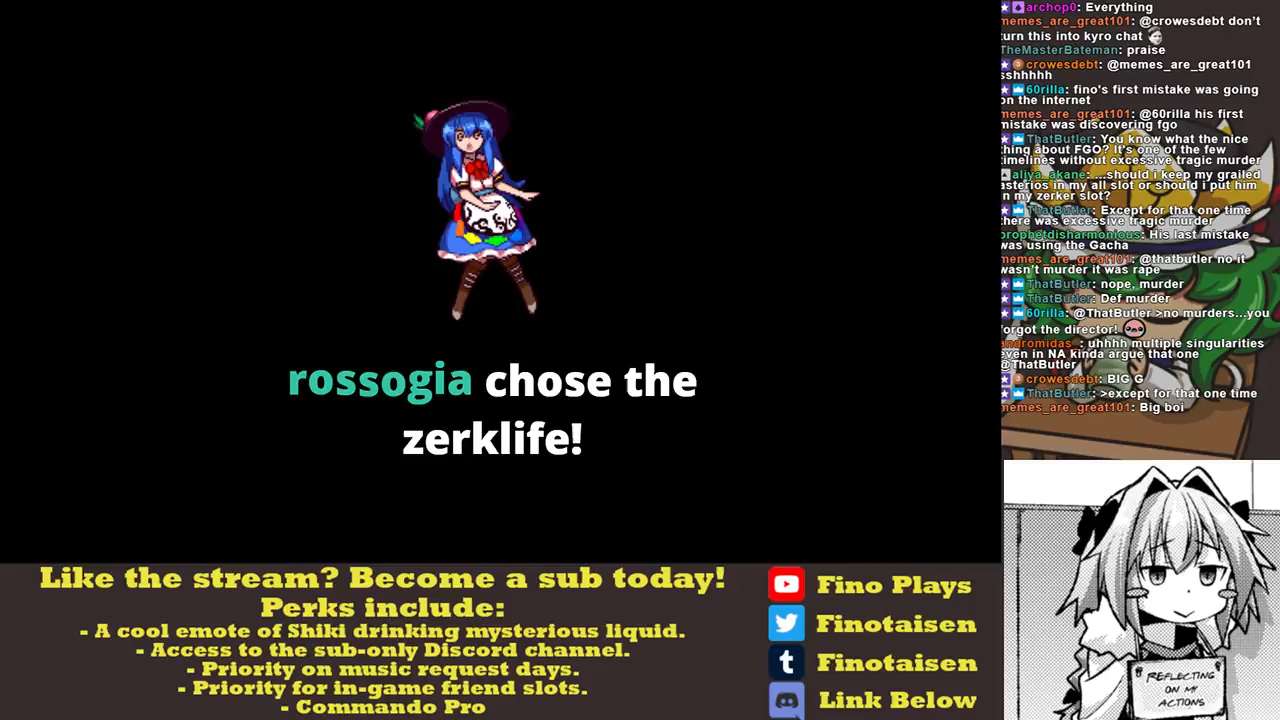 rossogia chose the
zerklife!
archop0: Everything
memes_are_great101: @crowesdebt don't
turn this into kyro chat
TheMasterBateman: praise
crowesdebt: @memes_are_great101
sshhhhh
60rilla: fino's first mistake was going
on the internet
memes_are_great101: @60rilla his first
mistake was discovering fgo
ThatButler: You know what the nice
thing about FGO? It's one of the few
timelines without excessive tragic murder
aliya_akane: ...should i keep my grailed
asterios in my all slot or should i put him
in my zerker slot?
ThatButler: Except for that one time
there was excessive tragic murder
prophetdisharmonious: His last mistake
was using the Gacha
memes_are_great101: @thatbutler no it
wasn't murder it was rape
ThatButler: nope, murder
ThatButler: Def murder
60rilla: @ThatButler >no murders...you
forgot the director!
andromidas_: uhhhh multiple singularities
even in NA kinda argue that one
@ThatButler
crowesdebt: BIG G
ThatButler: >except for that one time
memes_are_great101: Big boi
Like the stream? Become a sub today!
Perks include:
- A cool emote of Shiki drinking mysterious liquid.
- Access to the sub-only Discord channel.
- Priority on music request days.
- Priority for in-game friend slots.
- Commando Pro
Fino Plays
Finotaisen
Finotaisen
Link Below
REFLECTING
ON MY
ACTIONS